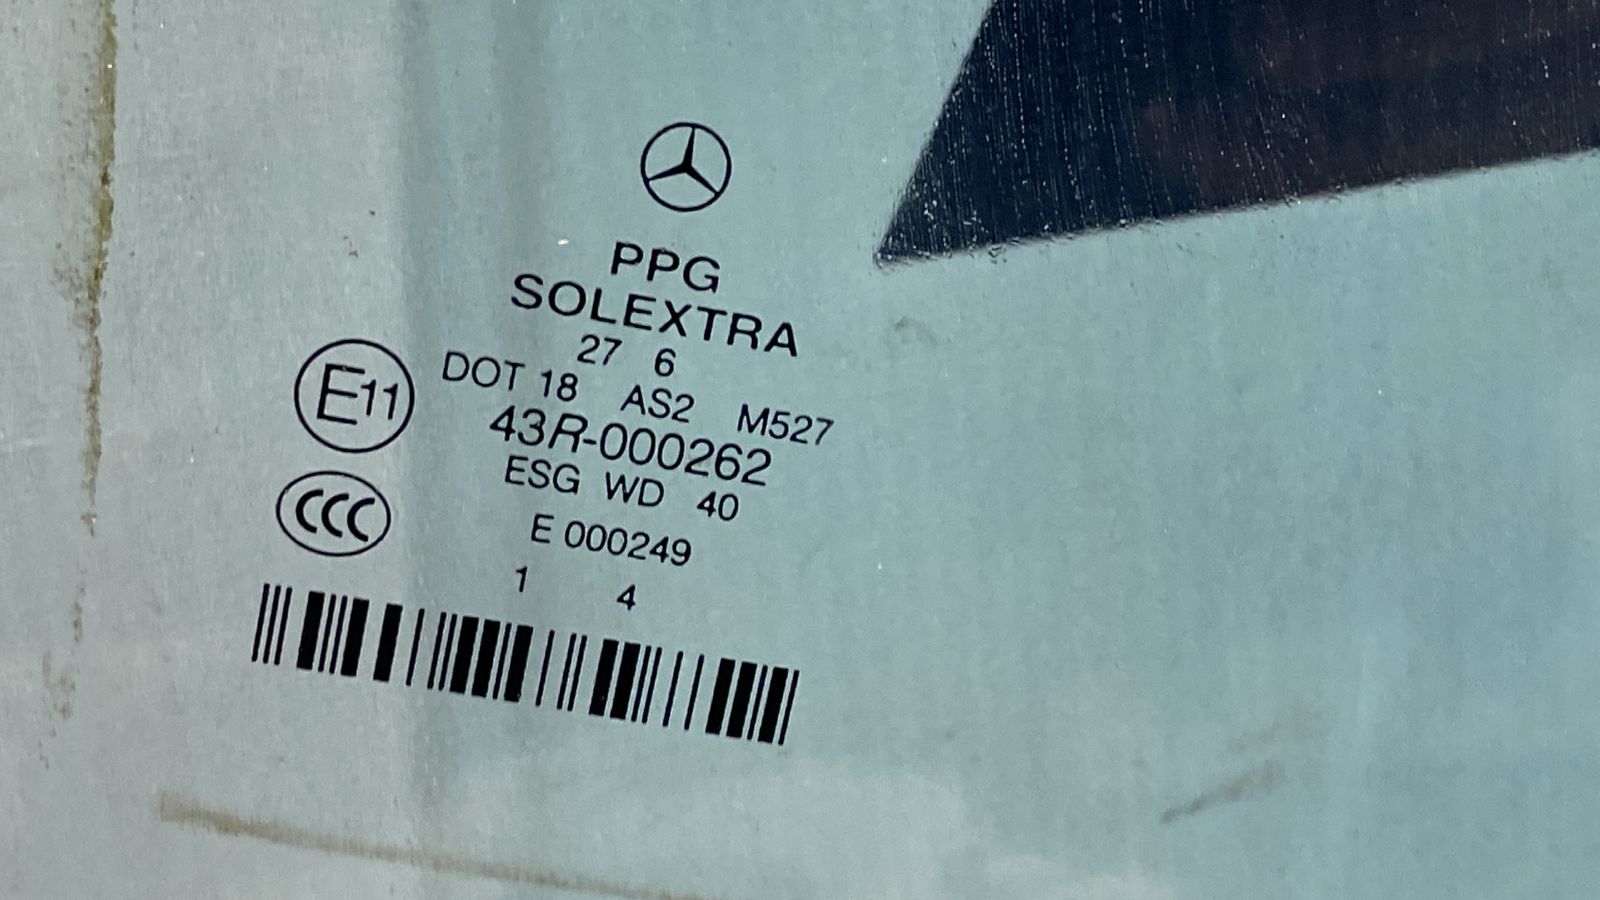 PPG
SOLEXTRA
27 6
DOT 18 AS2 M527
E11
43R-000262
ESG WD 40
CCC
E 000249
1 4